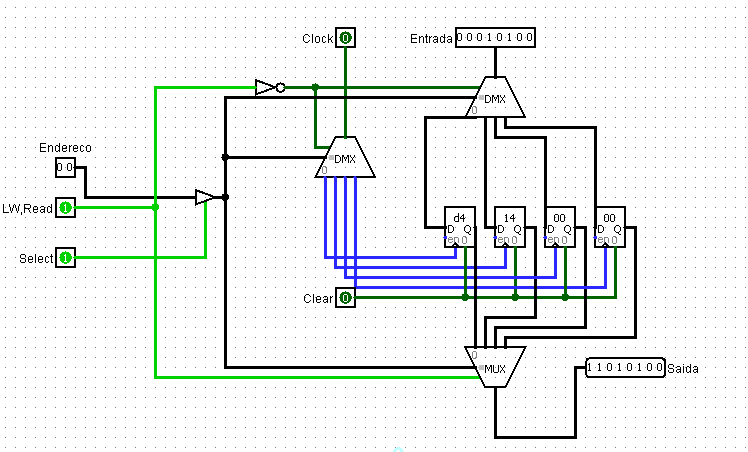 Clock 0
Entrada 0 0 0 1 0 1 0 0
DMX
0
Endereco
0 0
DMX
0
LW,Read 1
d4 14 00 00
D Q D Q D Q D Q
en 0 en 0 en 0 en 0
Select 1
Clear 0
0
MUX
1 1 0 1 0 1 0 0 Saida